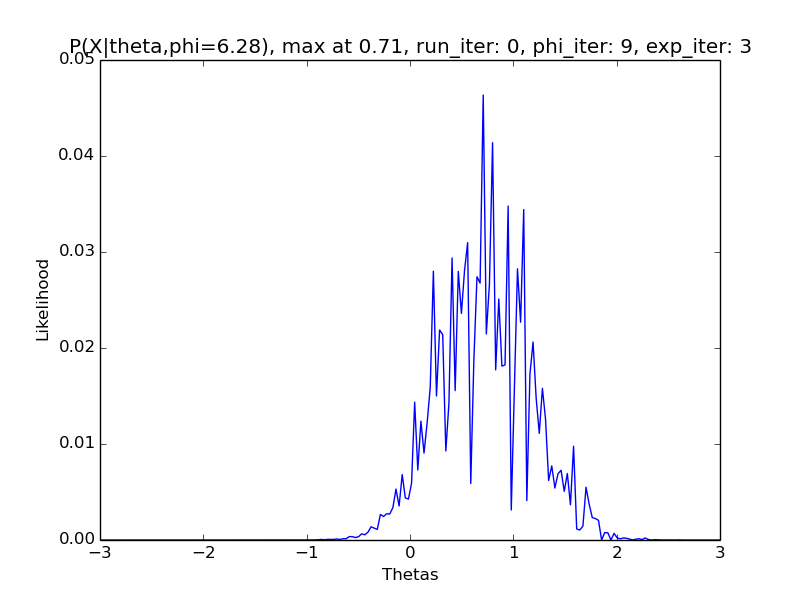 P(X|theta,phi=6.28), max at 0.71, run_iter: 0, phi_iter: 9, exp_iter: 3
0.05
0.04
0.03
Likelihood
0.02
0.01
0.00
−3 −2 −1 0 1 2 3
Thetas